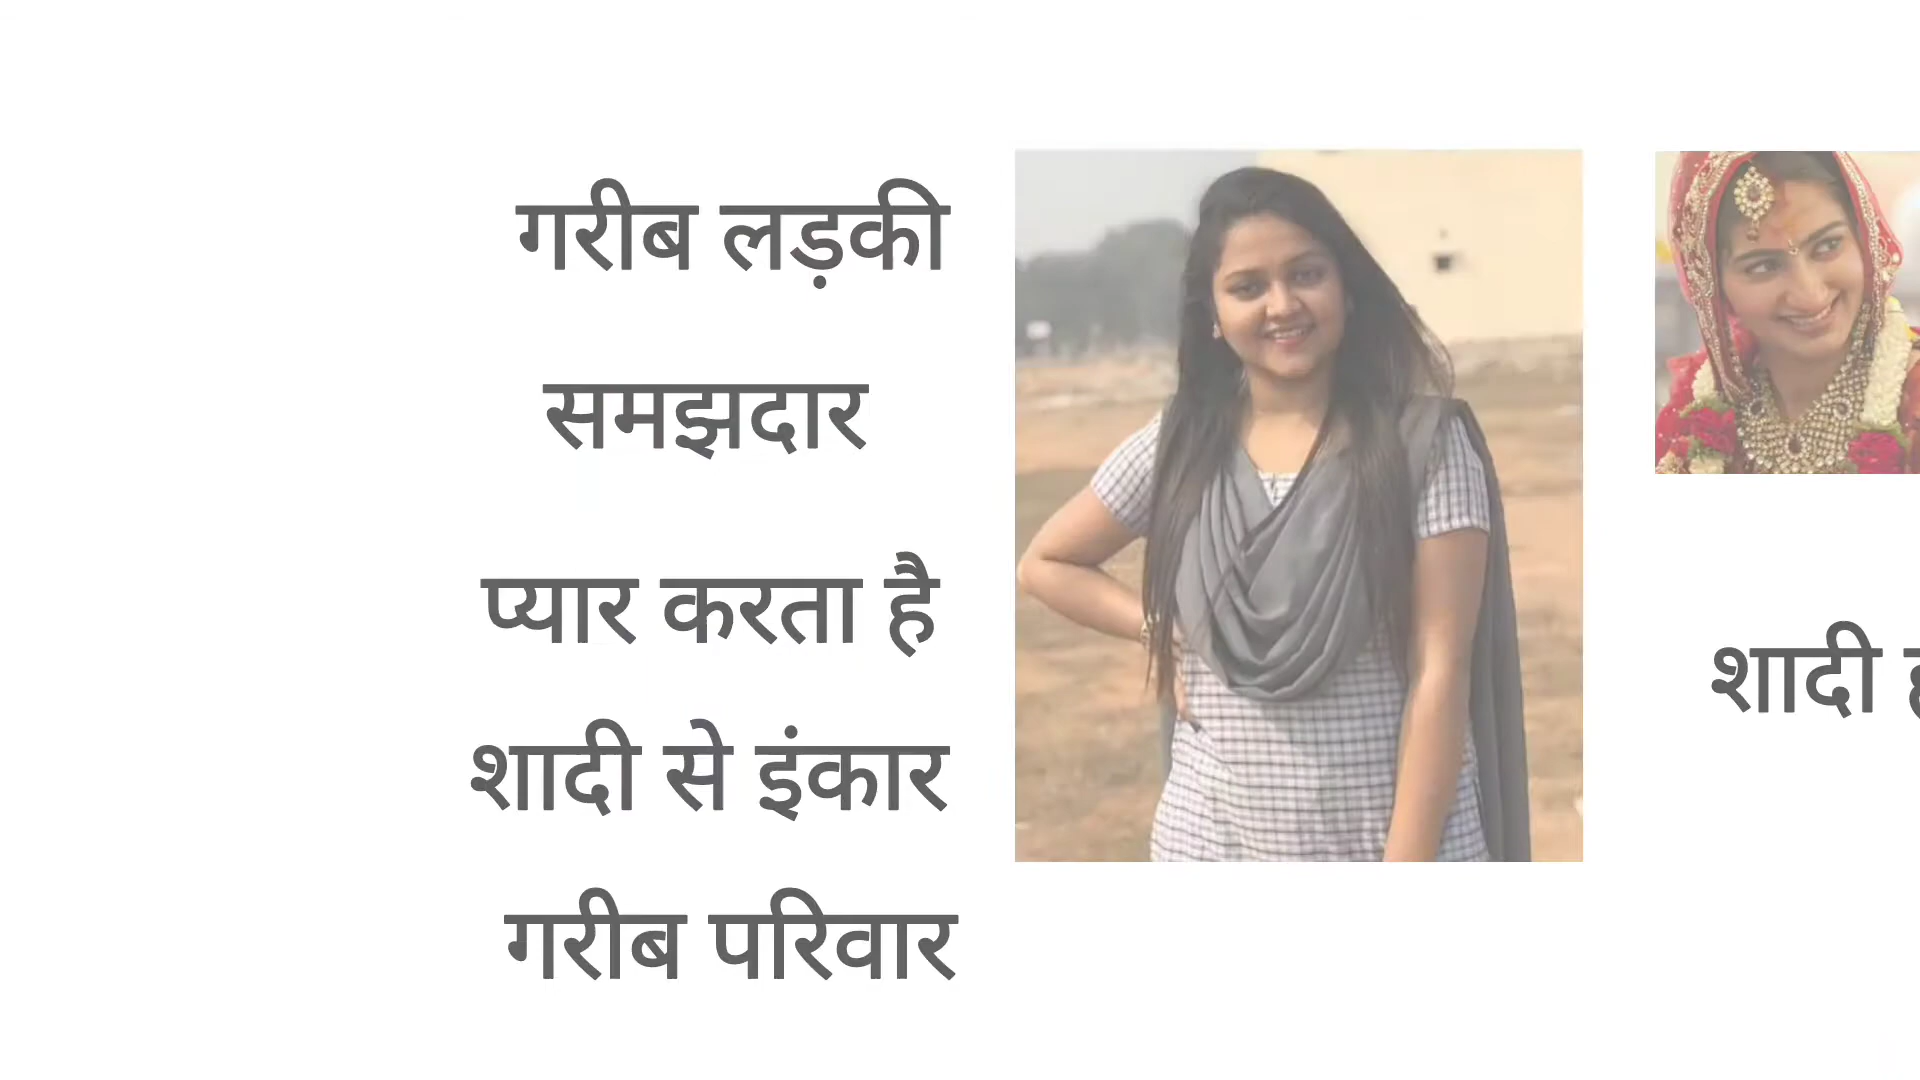 गरीब लड़की
समझदार
प्यार करता है
शादी से इंकार
गरीब परिवार
शादी